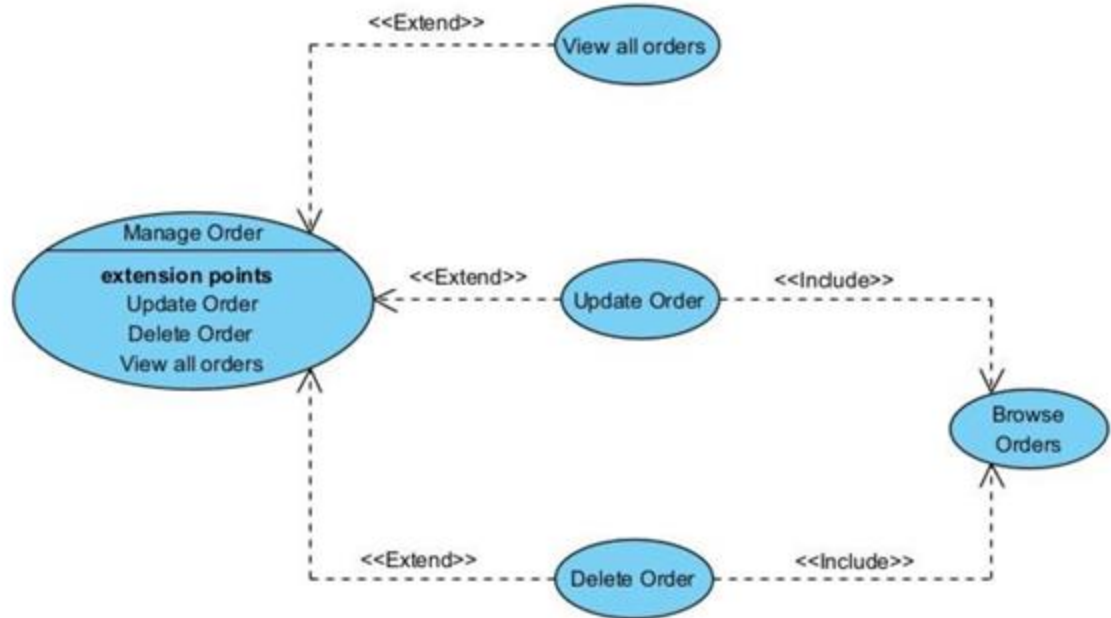 <<Extend>>
View all orders
Manage Order
extension points
Update Order
Delete Order
View all orders
<<Extend>>
Update Order
<<Include>>
Browse
Orders
<<Extend>>
Delete Order
<<Include>>